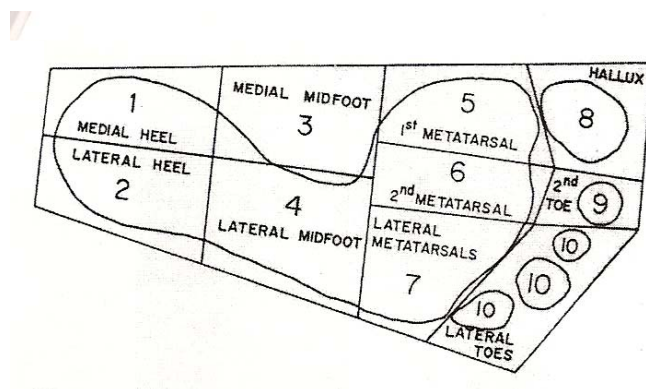 1
MEDIAL HEEL
LATERAL HEEL
2
MEDIAL MIDFOOT
3
4
LATERAL MIDFOOT
5
1st METATARSAL
6
2nd METATARSAL
LATERAL
METATARSALS
7
HALLUX
8
2nd
TOE
9
10
10
10
LATERAL
TOES